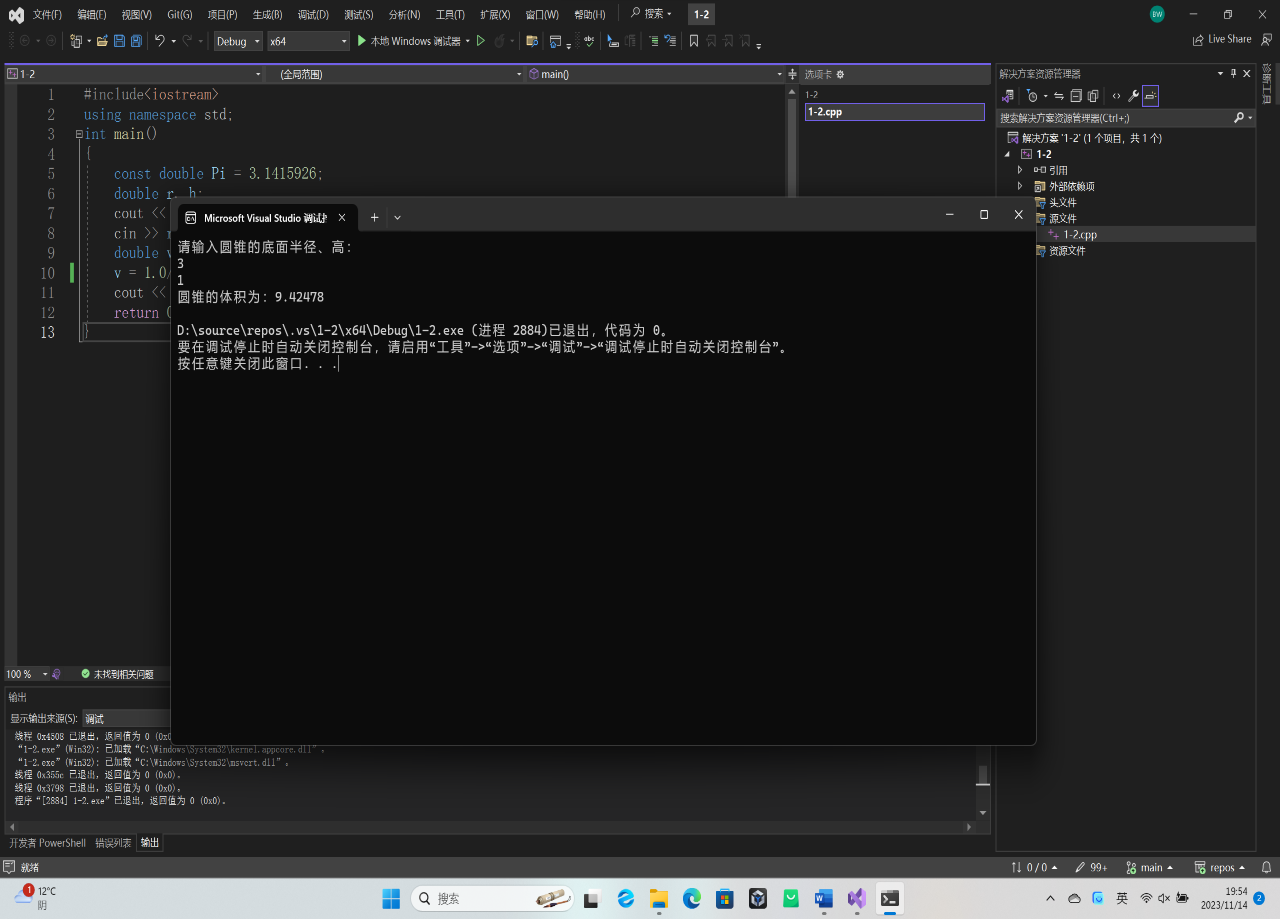 文件(F) 编辑(E) 视图(V) Git(G) 项目(P) 生成(B) 调试(D) 测试(S) 分析(N) 工具(T) 扩展(X) 窗口(W) 帮助(H) 搜索 1-2 BW
Debug x64 本地 Windows 调试器 Live Share
1-2 (全局范围) main()
1 #include<iostream>
2 using namespace std;
3 int main()
4 {
5 const double Pi = 3.1415926;
6 double r, h;
7 cout <<
8 cin >> r
9 double v
10 v = 1.0/
11 cout <<
12 return 0
13 }
选项卡
1-2
1-2.cpp
解决方案资源管理器
搜索解决方案资源管理器(Ctrl+;)
解决方案 '1-2' (1 个项目，共 1 个)
1-2
引用
外部依赖项
头文件
源文件
1-2.cpp
资源文件
诊断工具
Microsoft Visual Studio 调试
请输入圆锥的底面半径、高：
3
1
圆锥的体积为：9.42478
D:\source\repos\.vs\1-2\x64\Debug\1-2.exe (进程 2884)已退出，代码为 0。
要在调试停止时自动关闭控制台，请启用“工具”->“选项”->“调试”->“调试停止时自动关闭控制台”。
按任意键关闭此窗口. . .
100 % 未找到相关问题
输出
显示输出来源(S): 调试
线程 0x4508 已退出，返回值为 0 (0x0
“1-2.exe”(Win32): 已加载“C:\Windows\System32\kernel.appcore.dll”。
“1-2.exe”(Win32): 已加载“C:\Windows\System32\msvcrt.dll”。
线程 0x355c 已退出，返回值为 0 (0x0)。
线程 0x3798 已退出，返回值为 0 (0x0)。
程序“[2884] 1-2.exe”已退出，返回值为 0 (0x0)。
开发者 PowerShell 错误列表 输出
就绪 0 / 0 99+ main repos
1 12°C
阴
搜索
英
19:54
2023/11/14
2